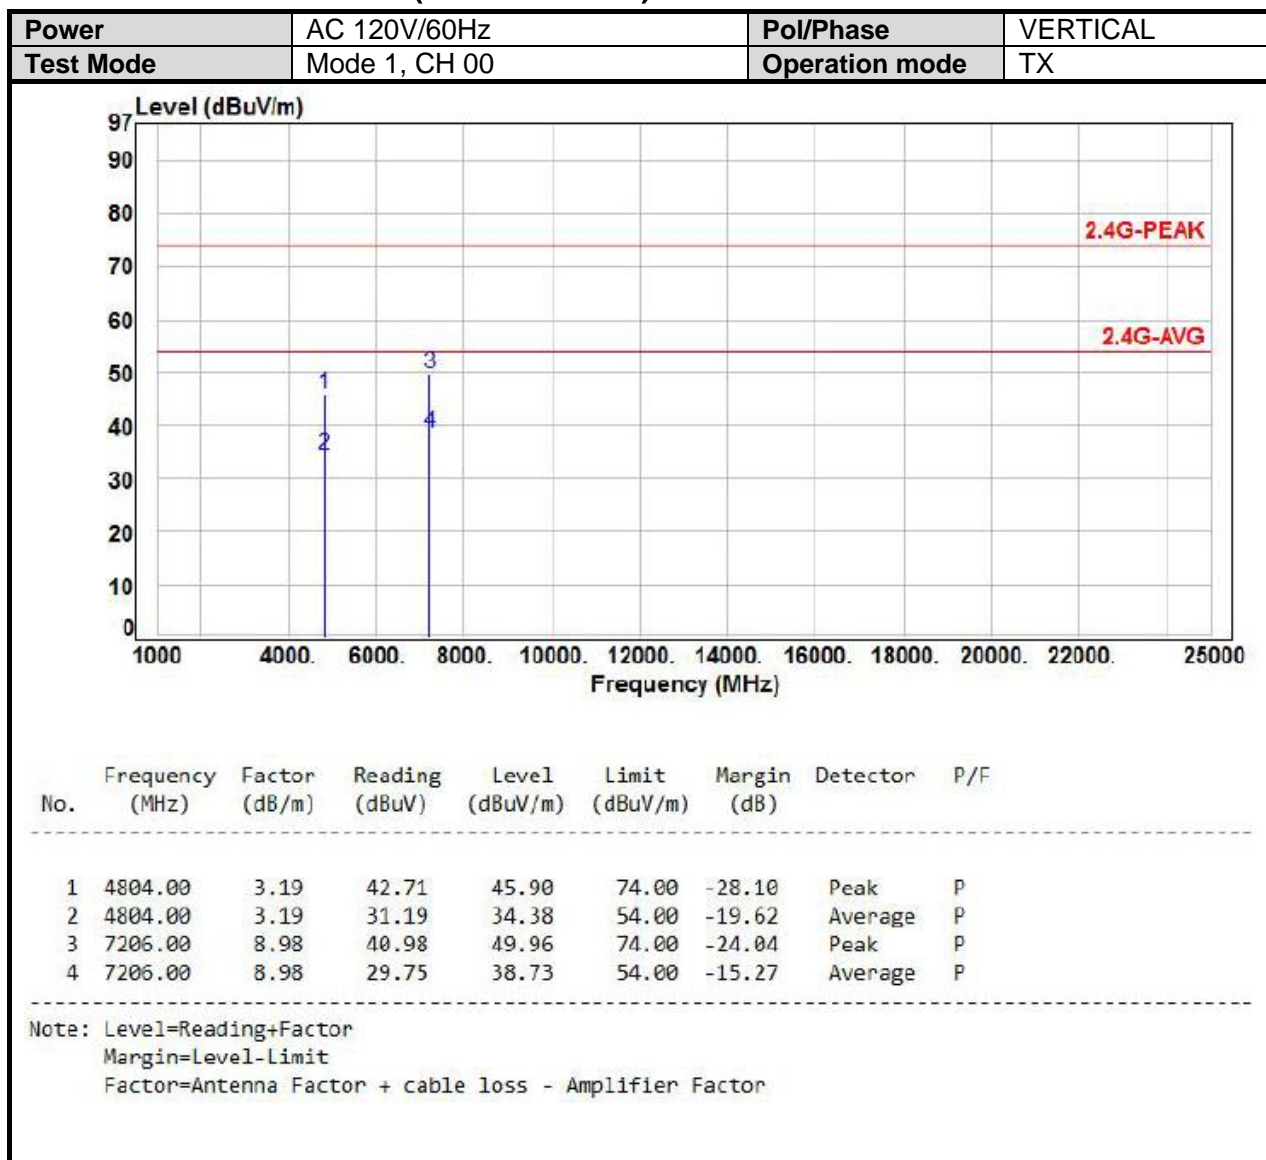 Power AC 120V/60Hz Pol/Phase VERTICAL
Test Mode Mode 1, CH 00 Operation mode TX
Level (dBuV/m)
97
90
80
2.4G-PEAK
70
60
2.4G-AVG
50
3
1
40
4
2
30
20
10
0
1000 4000. 6000. 8000. 10000. 12000. 14000. 16000. 18000. 20000. 22000. 25000
Frequency (MHz)
Frequency Factor Reading Level Limit Margin Detector P/F
No. (MHz) (dB/m) (dBuV) (dBuV/m) (dBuV/m) (dB)
1 4804.00 3.19 42.71 45.90 74.00 -28.10 Peak P
2 4804.00 3.19 31.19 34.38 54.00 -19.62 Average P
3 7206.00 8.98 40.98 49.96 74.00 -24.04 Peak P
4 7206.00 8.98 29.75 38.73 54.00 -15.27 Average P
Note: Level=Reading+Factor
Margin=Level-Limit
Factor=Antenna Factor + cable loss - Amplifier Factor